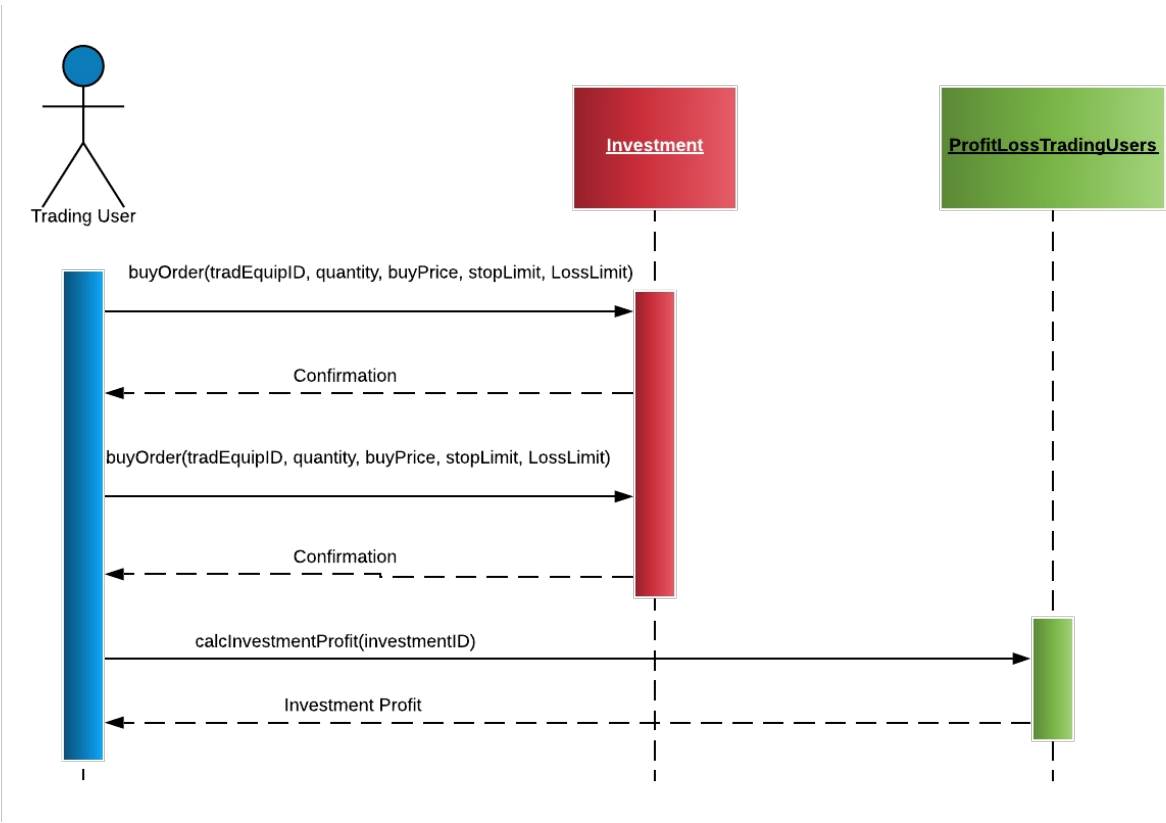 Investment
ProfitLossTradingUsers
Trading User
buyOrder(tradEquipID, quantity, buyPrice, stopLimit, LossLimit)
Confirmation
buyOrder(tradEquipID, quantity, buyPrice, stopLimit, LossLimit)
Confirmation
calcInvestmentProfit(investmentID)
Investment Profit